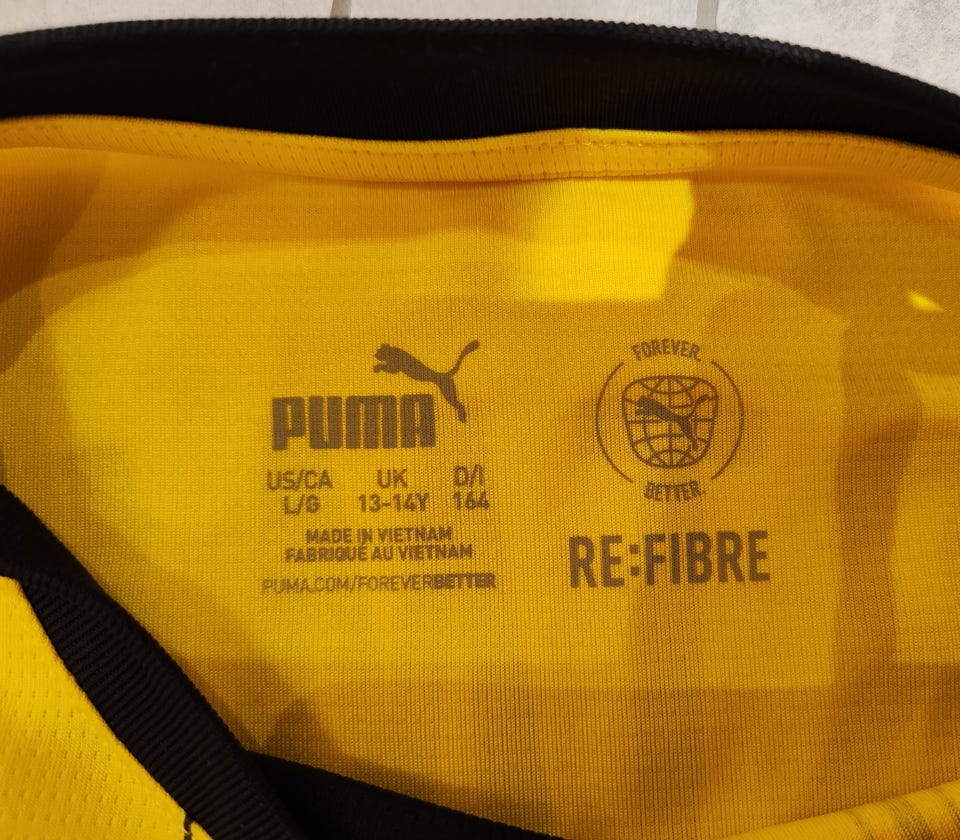 PUMA
US/CA UK D/I
L/G 13-14Y 164
MADE IN VIETNAM
FABRIQUÉ AU VIETNAM
PUMA.COM/FOREVERBETTER
FOREVER.
BETTER.
RE:FIBRE